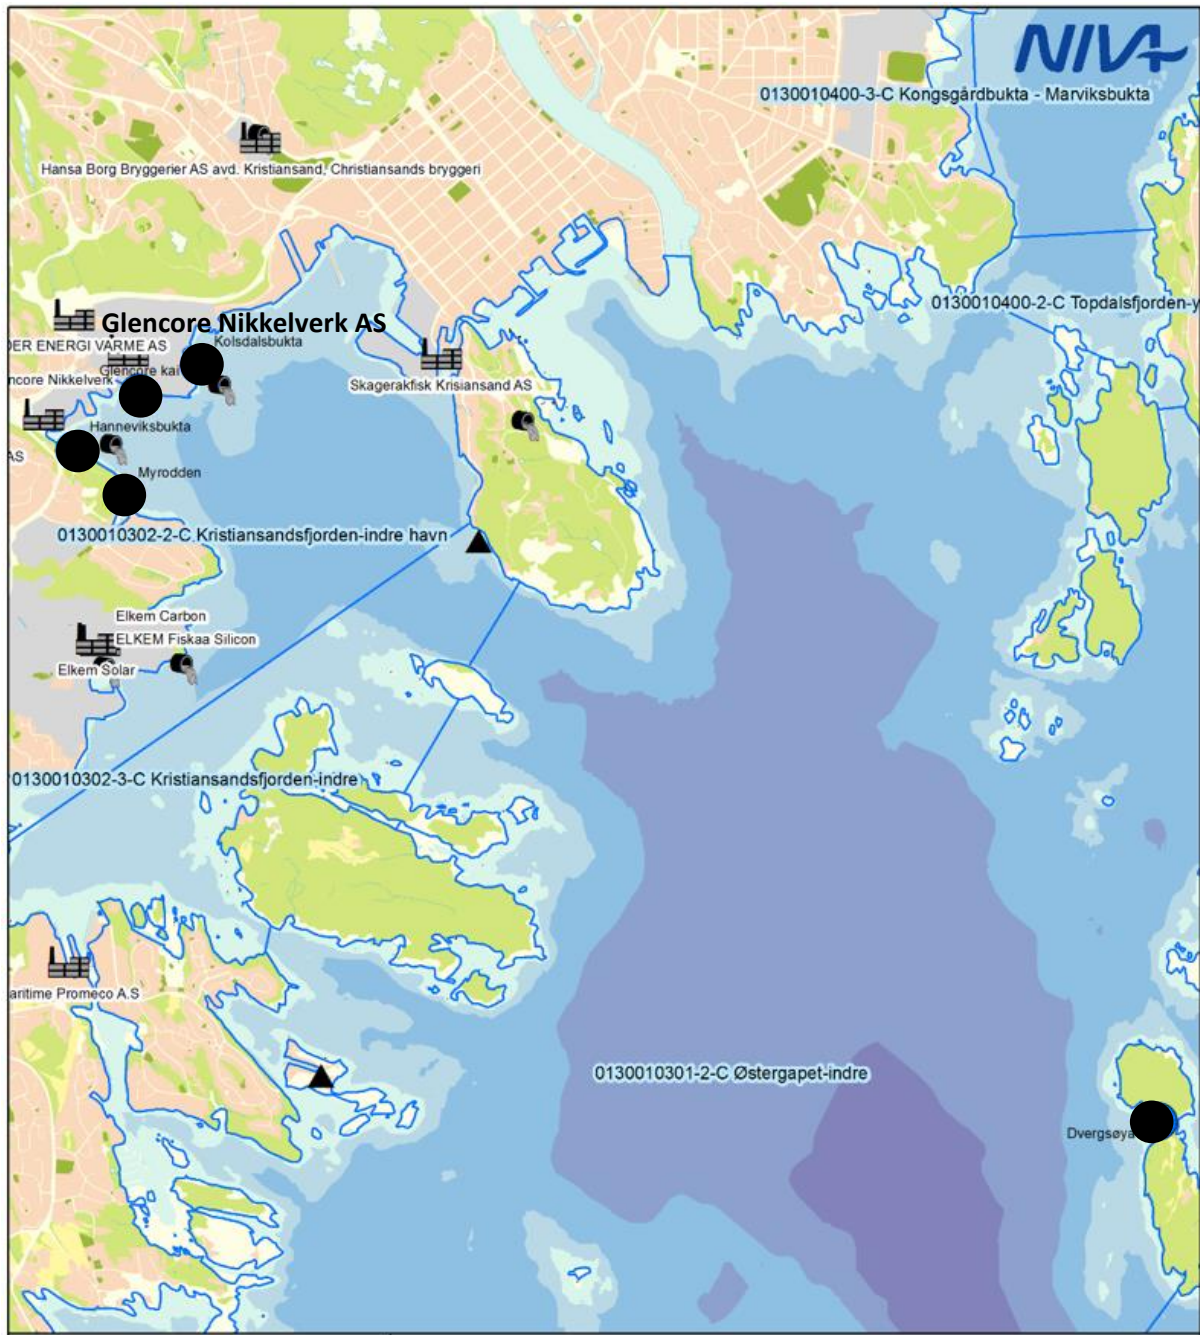 NIVA
0130010400-3-C Kongsgårdbukta - Marviksbukta
Hansa Borg Bryggerier AS avd. Kristiansand, Christiansands bryggeri
0130010400-2-C Topdalsfjorden-y
Glencore Nikkelverk AS
Kolsdalsbukta
DER ENERGI VARME AS
Glencore kai
ncore Nikkelverk
Skagerakfisk Krisiansand AS
Hanneviksbukta
AS
Myrodden
0130010302-2-C Kristiansandsfjorden-indre havn
Elkem Carbon
ELKEM Fiskaa Silicon
Elkem Solar
0130010302-3-C Kristiansandsfjorden-indre
aritime Promeco A.S
0130010301-2-C Østergapet-indre
Dvergsøya